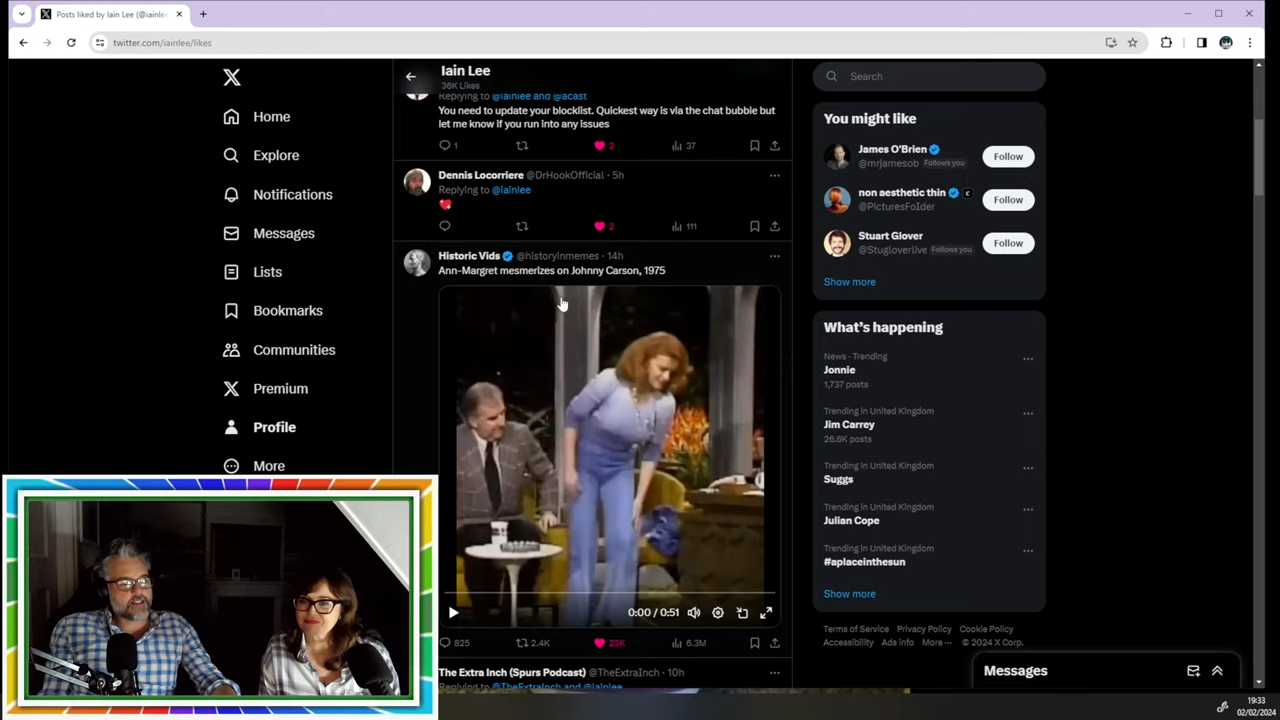 Posts liked by Iain Lee (@iainle
twitter.com/iainlee/likes
Home
Explore
Notifications
Messages
Lists
Bookmarks
Communities
Premium
Profile
More
Iain Lee
36K Likes
Replying to @iainlee and @acast
You need to update your blocklist. Quickest way is via the chat bubble but
let me know if you run into any issues
1
2
37
Dennis Locorriere @DrHookOfficial · 5h
Replying to @iainlee
2
111
Historic Vids @historyinmemes · 14h
Ann-Margret mesmerizes on Johnny Carson, 1975
0:00 / 0:51
825
2.4K
23K
6.3M
The Extra Inch (Spurs Podcast) @TheExtraInch · 10h
Replying to @TheExtraInch and @iainlee
Search
You might like
James O'Brien
@mrjamesob Follows you
Follow
non aesthetic thin
@PicturesFoIder
Follow
Stuart Glover
@Stugloverlive Follows you
Follow
Show more
What's happening
News · Trending
Jonnie
1,737 posts
Trending in United Kingdom
Jim Carrey
26.6K posts
Trending in United Kingdom
Suggs
Trending in United Kingdom
Julian Cope
Trending in United Kingdom
#aplaceinthesun
Show more
Terms of Service Privacy Policy Cookie Policy
Accessibility Ads info More ··· © 2024 X Corp.
Messages
19:33
02/02/2024